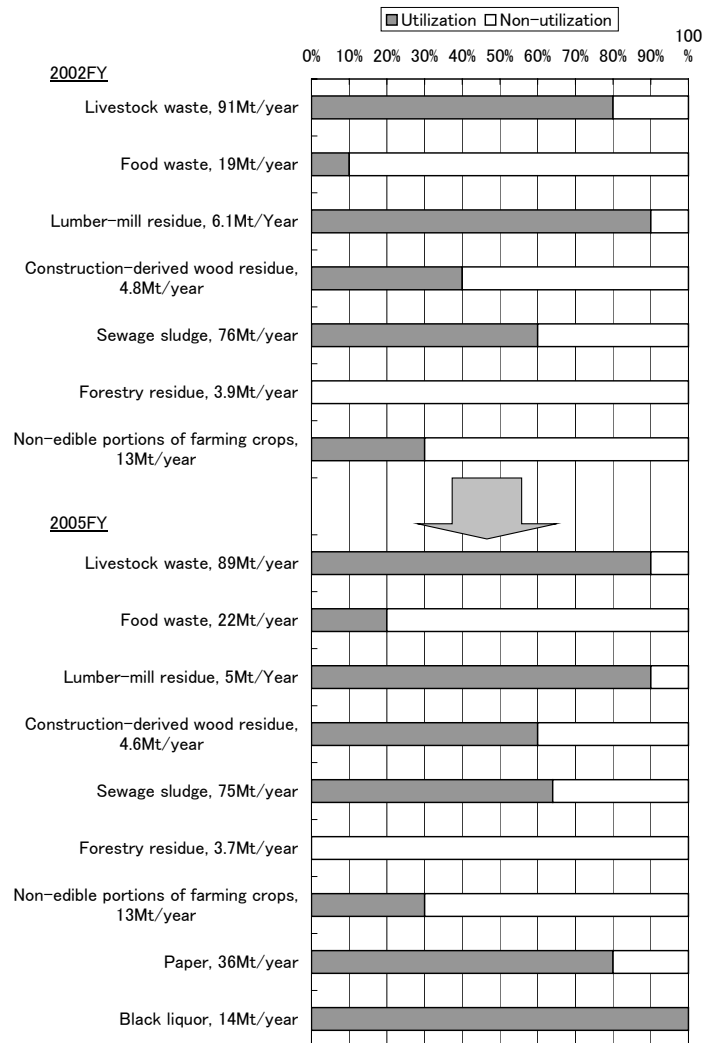 Utilization Non-utilization
0% 10% 20% 30% 40% 50% 60% 70% 80% 90% 100
%
2002FY
Livestock waste, 91Mt/year
Food waste, 19Mt/year
Lumber-mill residue, 6.1Mt/Year
Construction-derived wood residue,
4.8Mt/year
Sewage sludge, 76Mt/year
Forestry residue, 3.9Mt/year
Non-edible portions of farming crops,
13Mt/year
2005FY
Livestock waste, 89Mt/year
Food waste, 22Mt/year
Lumber-mill residue, 5Mt/Year
Construction-derived wood residue,
4.6Mt/year
Sewage sludge, 75Mt/year
Forestry residue, 3.7Mt/year
Non-edible portions of farming crops,
13Mt/year
Paper, 36Mt/year
Black liquor, 14Mt/year